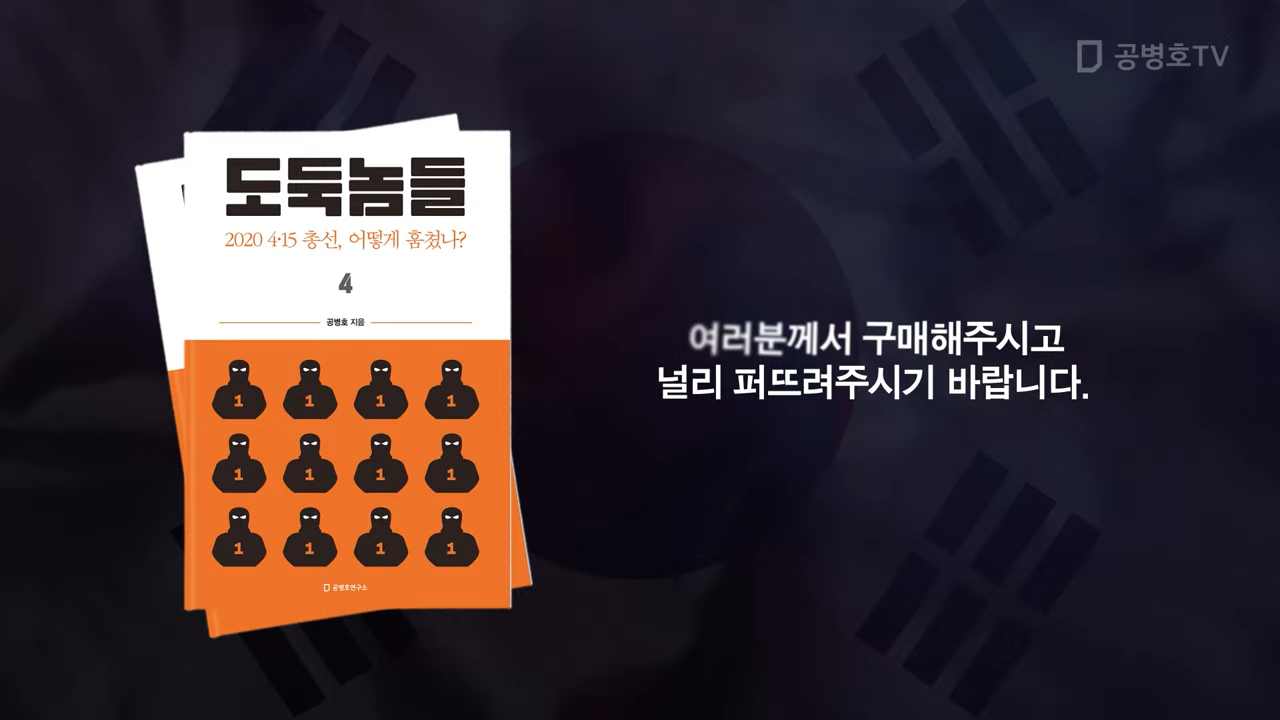 공병호TV
도둑놈들
2020 4·15 총선, 어떻게 훔쳤나?
4
공병호 지음
1 1 1 1
1 1 1 1
1 1 1 1
공병호연구소
여러분께서 구매해주시고
널리 퍼뜨려주시기 바랍니다.